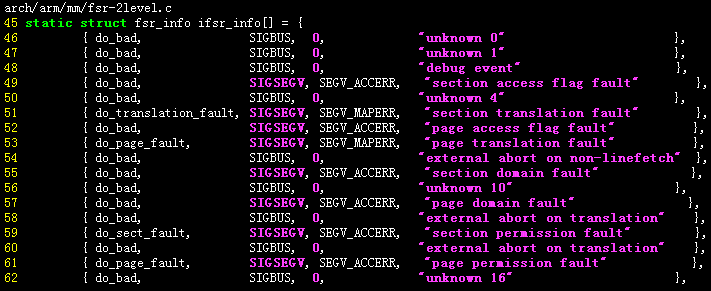 arch/arm/mm/fsr-2level.c
45 static struct fsr_info ifsr_info[] = {
46 { do_bad, SIGBUS, 0, "unknown 0" },
47 { do_bad, SIGBUS, 0, "unknown 1" },
48 { do_bad, SIGBUS, 0, "debug event" },
49 { do_bad, SIGSEGV, SEGV_ACCERR, "section access flag fault" },
50 { do_bad, SIGBUS, 0, "unknown 4" },
51 { do_translation_fault, SIGSEGV, SEGV_MAPERR, "section translation fault" },
52 { do_bad, SIGSEGV, SEGV_ACCERR, "page access flag fault" },
53 { do_page_fault, SIGSEGV, SEGV_MAPERR, "page translation fault" },
54 { do_bad, SIGBUS, 0, "external abort on non-linefetch" },
55 { do_bad, SIGSEGV, SEGV_ACCERR, "section domain fault" },
56 { do_bad, SIGBUS, 0, "unknown 10" },
57 { do_bad, SIGSEGV, SEGV_ACCERR, "page domain fault" },
58 { do_bad, SIGBUS, 0, "external abort on translation" },
59 { do_sect_fault, SIGSEGV, SEGV_ACCERR, "section permission fault" },
60 { do_bad, SIGBUS, 0, "external abort on translation" },
61 { do_page_fault, SIGSEGV, SEGV_ACCERR, "page permission fault" },
62 { do_bad, SIGBUS, 0, "unknown 16" },